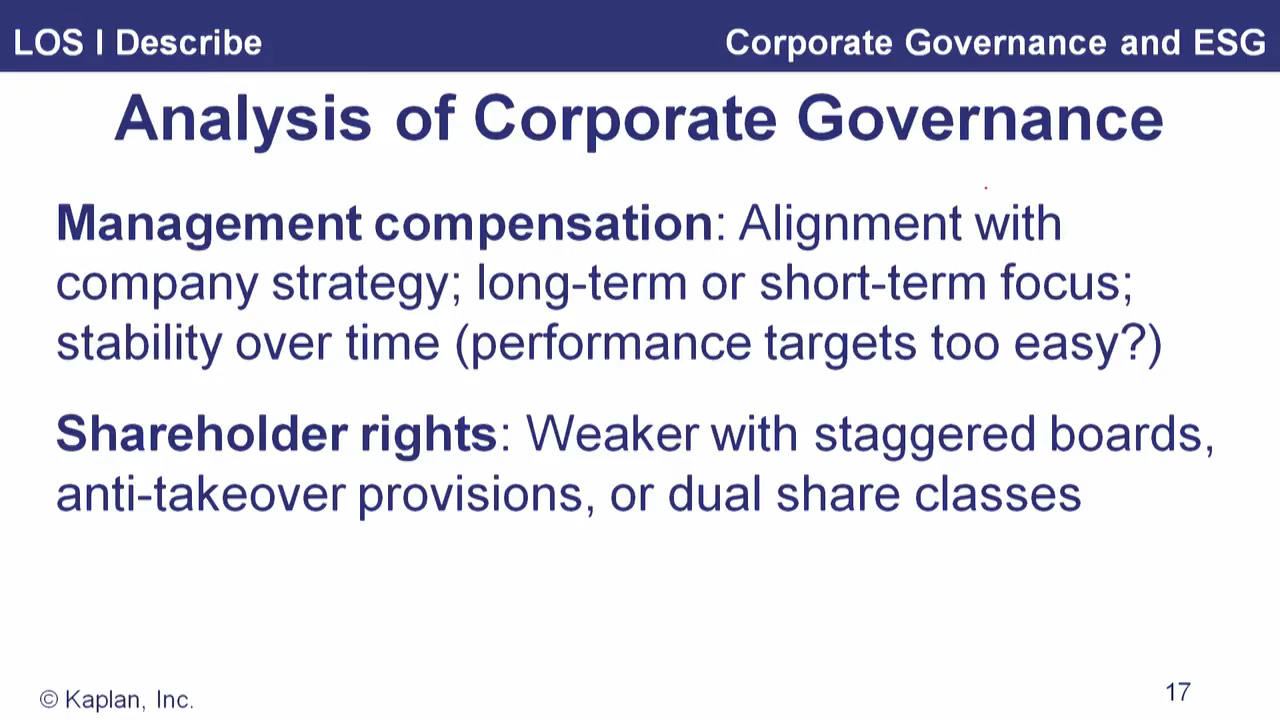 LOS I Describe
Corporate Governance and ESG
Analysis of Corporate Governance
Management compensation: Alignment with
company strategy; long-term or short-term focus;
stability over time (performance targets too easy?)
Shareholder rights: Weaker with staggered boards,
anti-takeover provisions, or dual share classes
© Kaplan, Inc.
17